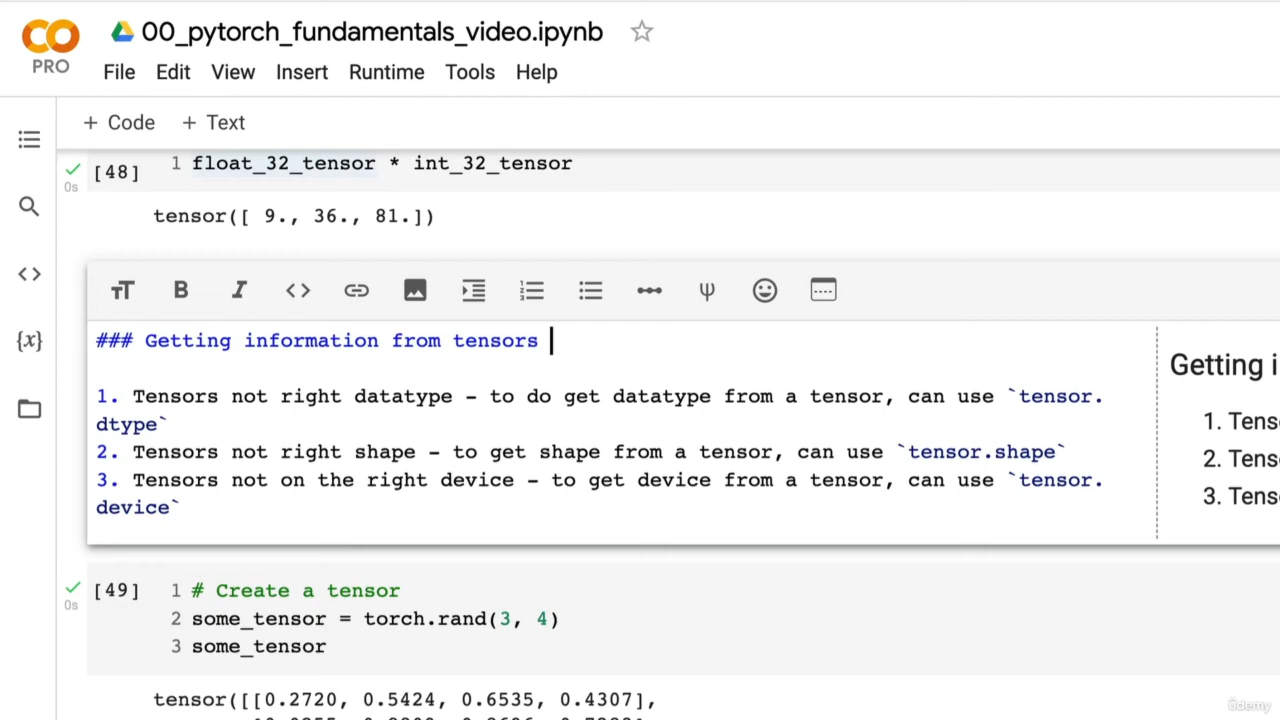 00_pytorch_fundamentals_video.ipynb
PRO
File Edit View Insert Runtime Tools Help
+ Code + Text
[48] 1 float_32_tensor * int_32_tensor
0s
tensor([ 9., 36., 81.])
### Getting information from tensors
Getting i
1. Tensors not right datatype – to do get datatype from a tensor, can use `tensor.
dtype`
2. Tensors not right shape – to get shape from a tensor, can use `tensor.shape`
3. Tensors not on the right device – to get device from a tensor, can use `tensor.
device`
1. Tens
2. Tens
3. Tens
[49] 1 # Create a tensor
0s
2 some_tensor = torch.rand(3, 4)
3 some_tensor
tensor([[0.2720, 0.5424, 0.6535, 0.4307],
ûdemy